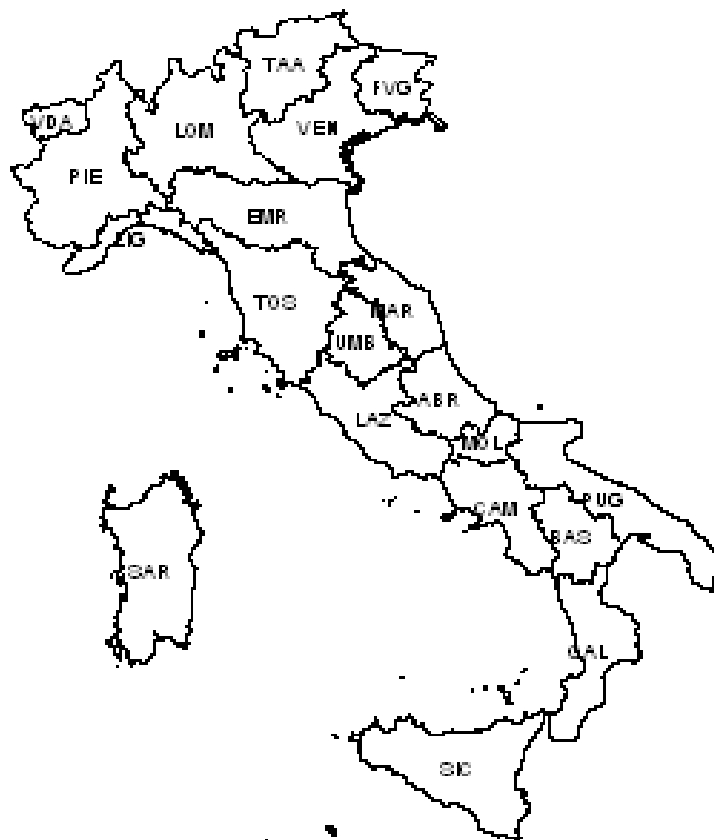 TAA
FVG
VDA
LOM
VEN
PIE
EMR
LIG
TOS
MAR
UMB
ABR
LAZ
MOL
PUG
CAM
BAS
SAR
CAL
SIC